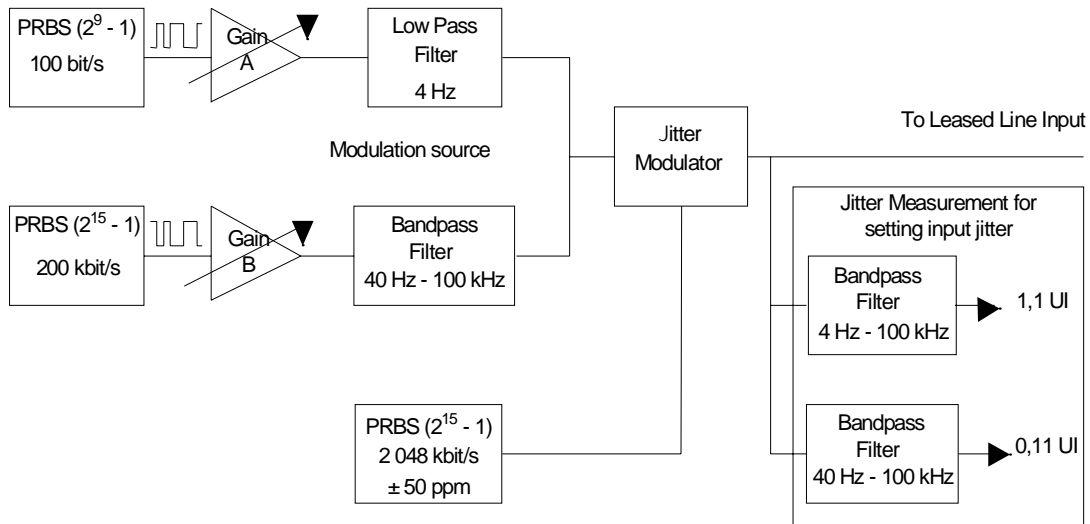 PRBS (2⁹ - 1)
100 bit/s
Gain
A
Low Pass
Filter
4 Hz
Modulation source
Jitter
Modulator
To Leased Line Input
PRBS (2¹⁵ - 1)
200 kbit/s
Gain
B
Bandpass
Filter
40 Hz - 100 kHz
Jitter Measurement for
setting input jitter
Bandpass
Filter
4 Hz - 100 kHz
1,1 UI
PRBS (2¹⁵ - 1)
2 048 kbit/s
± 50 ppm
Bandpass
Filter
40 Hz - 100 kHz
0,11 UI